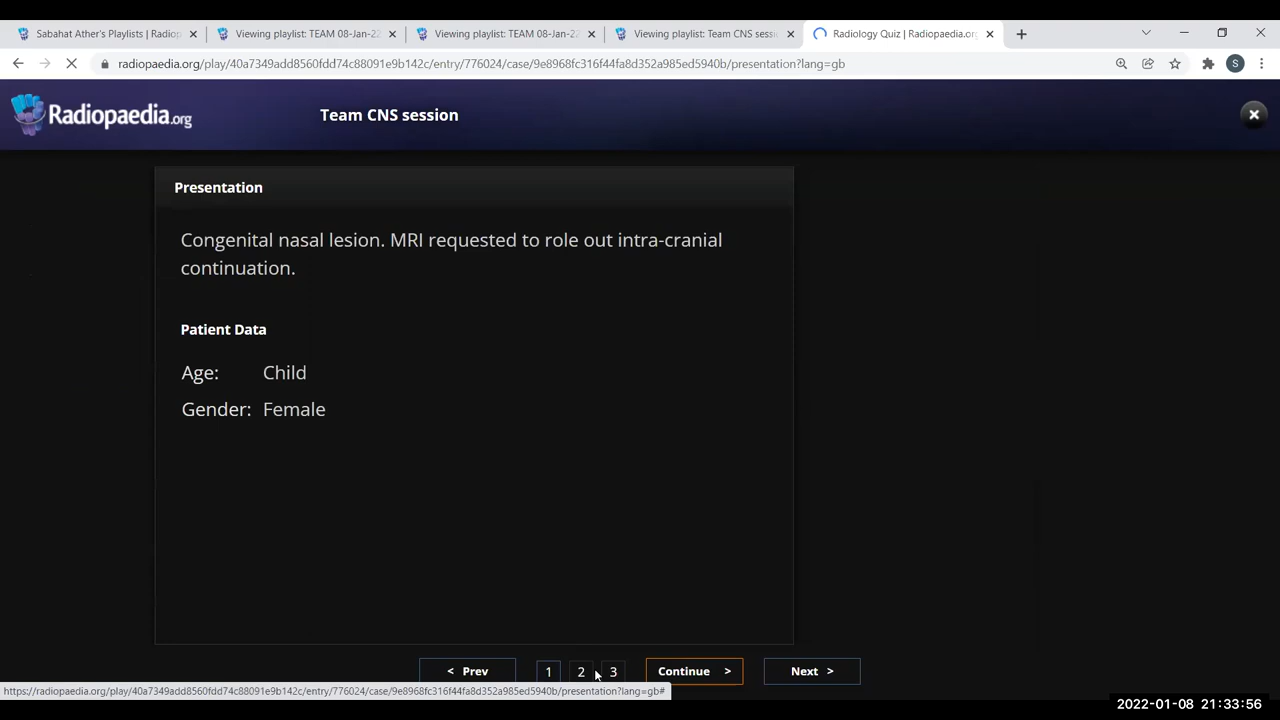 Sabahat Ather's Playlists | Radiop
Viewing playlist: TEAM 08-Jan-22
Viewing playlist: TEAM 08-Jan-22
Viewing playlist: Team CNS sessi
Radiology Quiz | Radiopaedia.org
radiopaedia.org/play/40a7349add8560fdd74c88091e9b142c/entry/776024/case/9e8968fc316f44fa8d352a985ed5940b/presentation?lang=gb
S
Radiopaedia.org
Team CNS session
Presentation
Congenital nasal lesion. MRI requested to role out intra-cranial
continuation.
Patient Data
Age: Child
Gender: Female
< Prev 1 2 3 Continue > Next >
https://radiopaedia.org/play/40a7349add8560fdd74c88091e9b142c/entry/776024/case/9e8968fc316f44fa8d352a985ed5940b/presentation?lang=gb#
2022-01-08 21:33:56